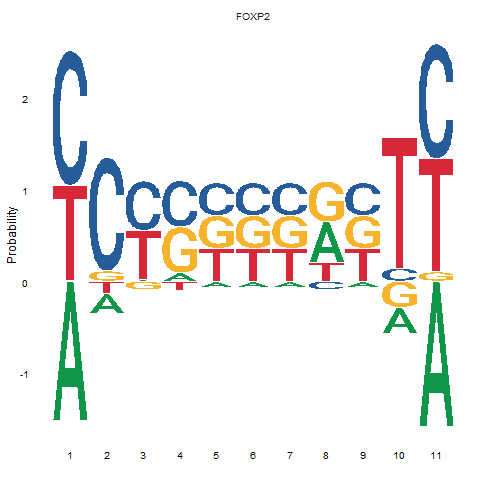 FOXP2
Probability
2
1
0
-1
C C C C C C C G C T C
T G T G G G G A G C T
A T G A T T T T T G G
A T A A A C A A A
1 2 3 4 5 6 7 8 9 10 11